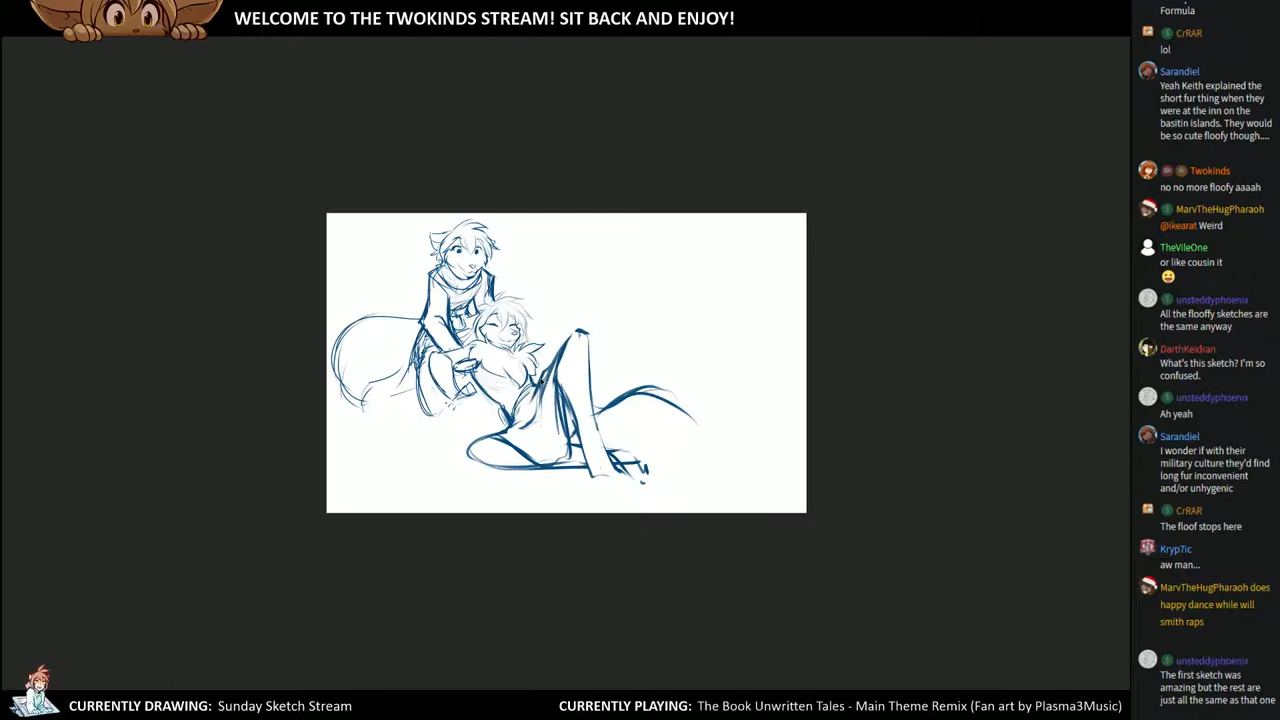 WELCOME TO THE TWOKINDS STREAM! SIT BACK AND ENJOY!
Formula
CrRAR
lol
Sarandiel
Yeah Keith explained the
short fur thing when they
were at the inn on the
basitin islands. They would
be so cute floofy though....
Twokinds
no no more floofy aaaah
MarvTheHugPharaoh
@ikearat Weird
TheVileOne
or like cousin it
unsteddyphoenix
All the flooffy sketches are
the same anyway
DarthKeidran
What's this sketch? I'm so
confused.
unsteddyphoenix
Ah yeah
Sarandiel
I wonder if with their
military culture they'd find
long fur inconvenient
and/or unhygenic
CrRAR
The floof stops here
Kryp7ic
aw man...
MarvTheHugPharaoh does
happy dance while will
smith raps
unsteddyphoenix
The first sketch was
amazing but the rest are
just all the same as that one
CURRENTLY DRAWING: Sunday Sketch Stream
CURRENTLY PLAYING: The Book Unwritten Tales - Main Theme Remix (Fan art by Plasma3Music)